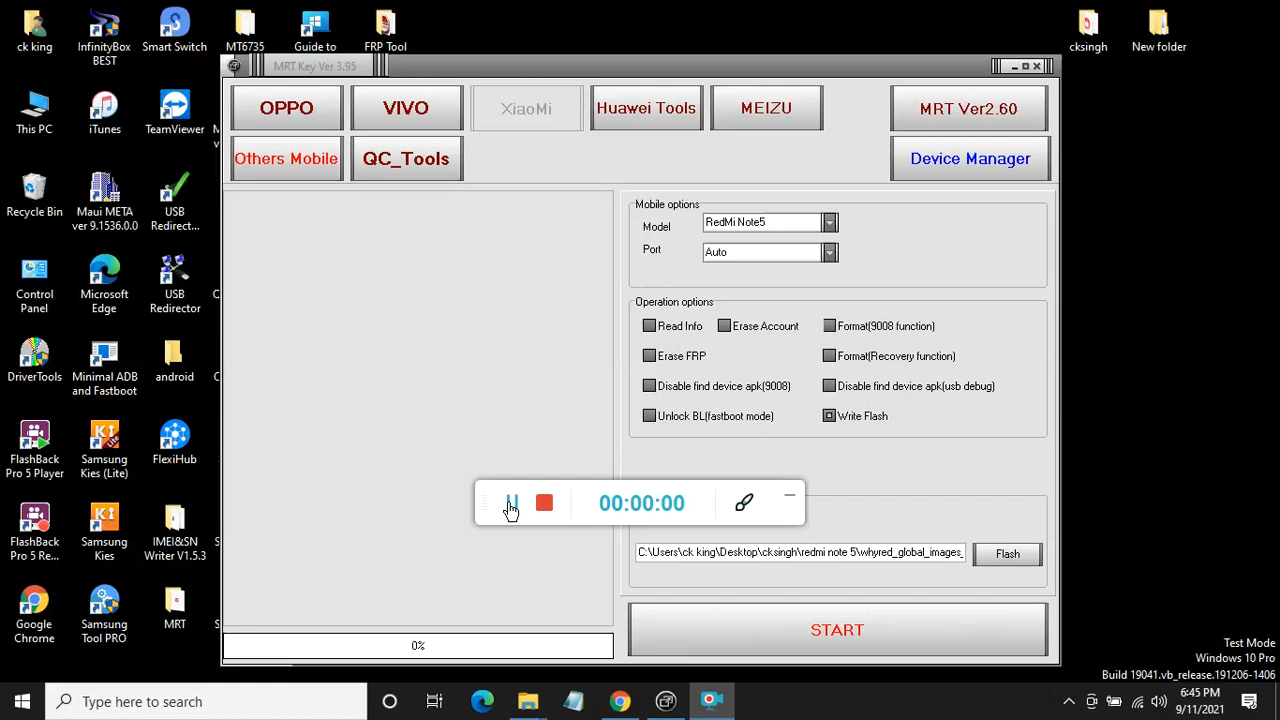 ck king
InfinityBox
BEST
Smart Switch
MT6735
Guide to
FRP Tool
cksingh
New folder
This PC
iTunes
TeamViewer
Recycle Bin
Maui META
ver 9.1536.0.0
USB
Redirect...
Control
Panel
Microsoft
Edge
USB
Redirector
DriverTools
Minimal ADB
and Fastboot
android
FlashBack
Pro 5 Player
Samsung
Kies (Lite)
FlexiHub
FlashBack
Pro 5 Re...
Samsung
Kies
IMEI&SN
Writer V1.5.3
Google
Chrome
Samsung
Tool PRO
MRT
MRT Key Ver 3.95
OPPO
VIVO
XiaoMi
Huawei Tools
MEIZU
MRT Ver2.60
Others Mobile
QC_Tools
Device Manager
Mobile options
Model
RedMi Note5
Port
Auto
Operation options
Read Info
Erase Account
Format(9008 function)
Erase FRP
Format(Recovery function)
Disable find device apk(9008)
Disable find device apk(usb debug)
Unlock BL(fastboot mode)
Write Flash
00:00:00
C:\Users\ck king\Desktop\cksingh\redmi note 5\whyred_global_images_
Flash
START
0%
Test Mode
Windows 10 Pro
Build 19041.vb_release.191206-1406
Type here to search
6:45 PM
9/11/2021